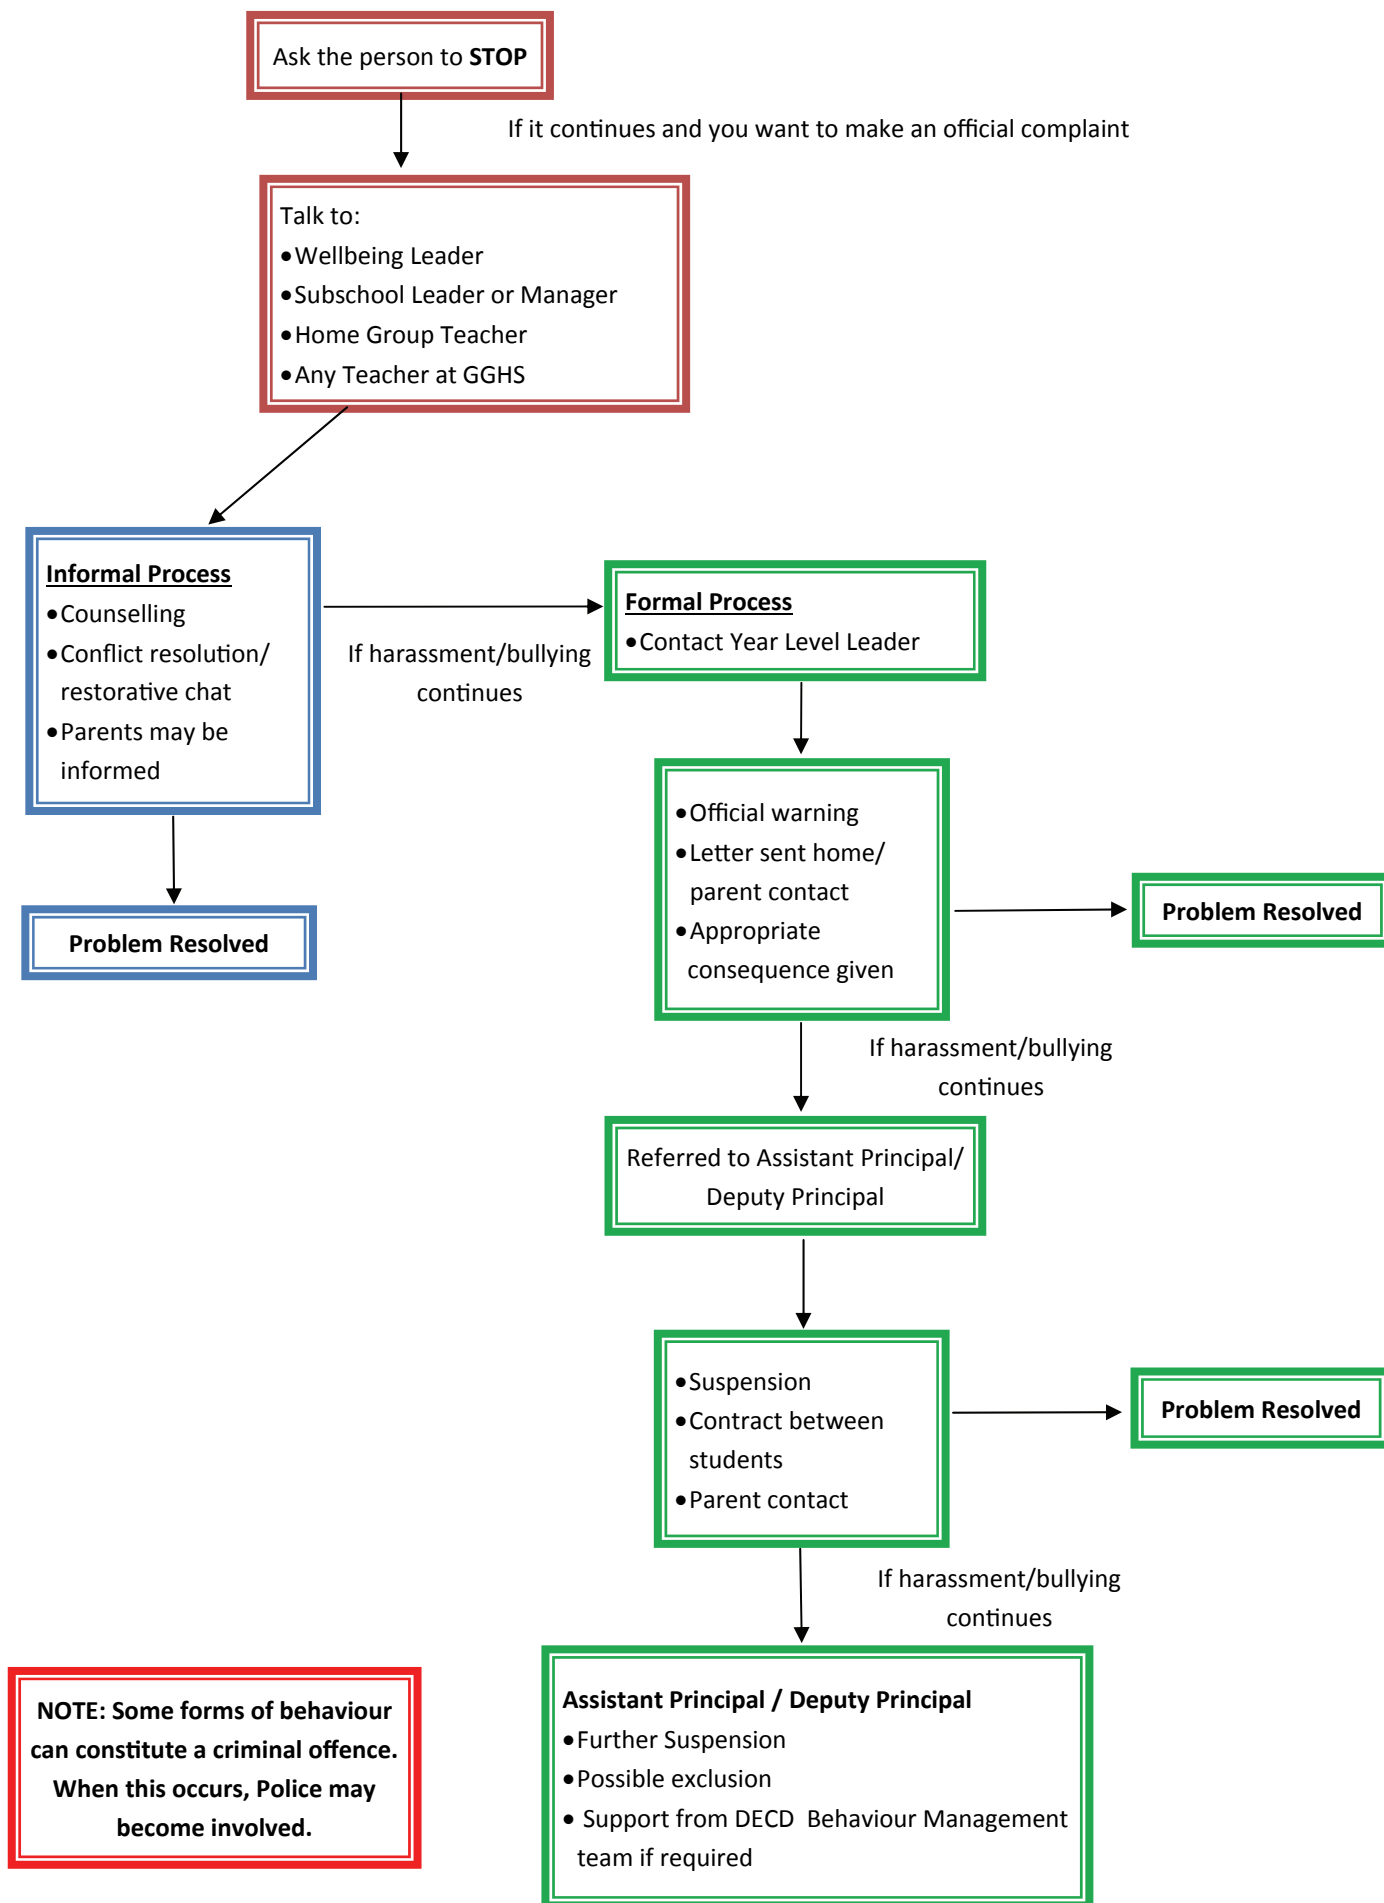 Ask the person to STOP
If it continues and you want to make an official complaint
Talk to:
•Wellbeing Leader
•Subschool Leader or Manager
•Home Group Teacher
•Any Teacher at GGHS
Informal Process
•Counselling
•Conflict resolution/
restorative chat
•Parents may be
informed
If harassment/bullying
continues
Formal Process
•Contact Year Level Leader
•Official warning
•Letter sent home/
parent contact
•Appropriate
consequence given
Problem Resolved
Problem Resolved
If harassment/bullying
continues
Referred to Assistant Principal/
Deputy Principal
•Suspension
•Contract between
students
•Parent contact
Problem Resolved
If harassment/bullying
continues
Assistant Principal / Deputy Principal
•Further Suspension
•Possible exclusion
• Support from DECD  Behaviour Management
team if required
NOTE: Some forms of behaviour
can constitute a criminal offence.
When this occurs, Police may
become involved.